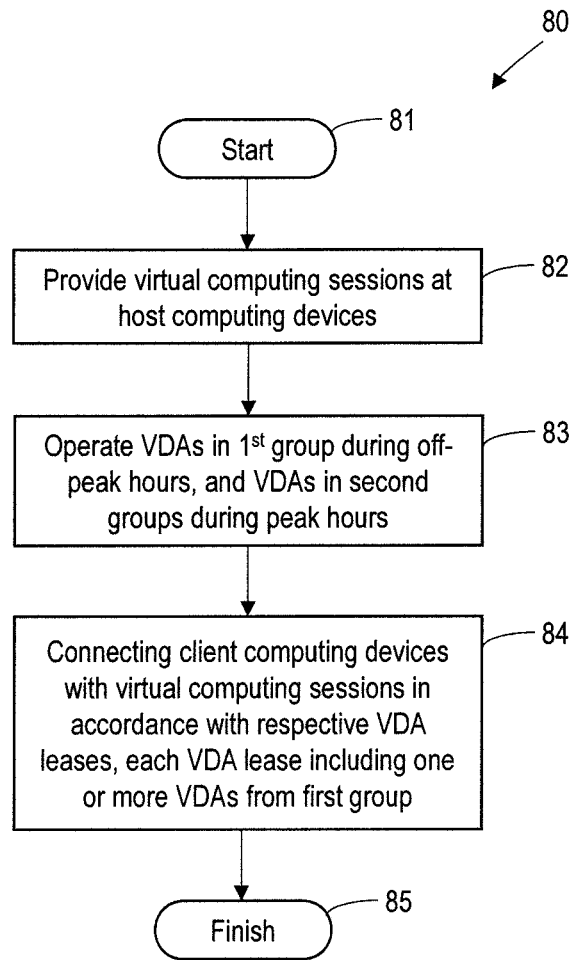 80
81
Start
82
Provide virtual computing sessions at
host computing devices
83
Operate VDAs in 1st group during off-
peak hours, and VDAs in second
groups during peak hours
84
Connecting client computing devices
with virtual computing sessions in
accordance with respective VDA
leases, each VDA lease including one
or more VDAs from first group
85
Finish